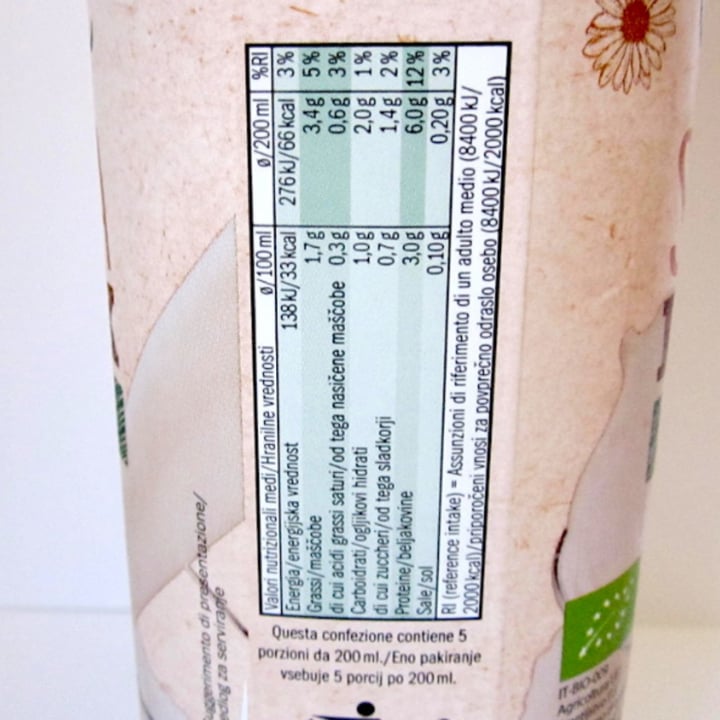 Valori nutrizionali medi/Hranilne vrednosti ø/100 ml ø/200 ml %RI
Energia/energijska vrednost 138 kJ/33 kcal 276 kJ/66 kcal 3%
Grassi/maščobe 1,7 g 3,4 g 5%
di cui acidi grassi saturi/od tega nasičene maščobe 0,3 g 0,6 g 3%
Carboidrati/ogljikovi hidrati 1,0 g 2,0 g 1%
di cui zuccheri/od tega sladkorji 0,7 g 1,4 g 2%
Proteine/beljakovine 3,0 g 6,0 g 12%
Sale/sol 0,10 g 0,20 g 3%
RI (reference intake) = Assunzioni di riferimento di un adulto medio (8400 kJ/
2000 kcal)/priporočeni vnosi za povprečno odraslo osebo (8400 kJ/2000 kcal)
Questa confezione contiene 5
porzioni da 200 ml./Eno pakiranje
vsebuje 5 porcij po 200 ml.
di presentazione/
za serviranje
IT-BIO-009